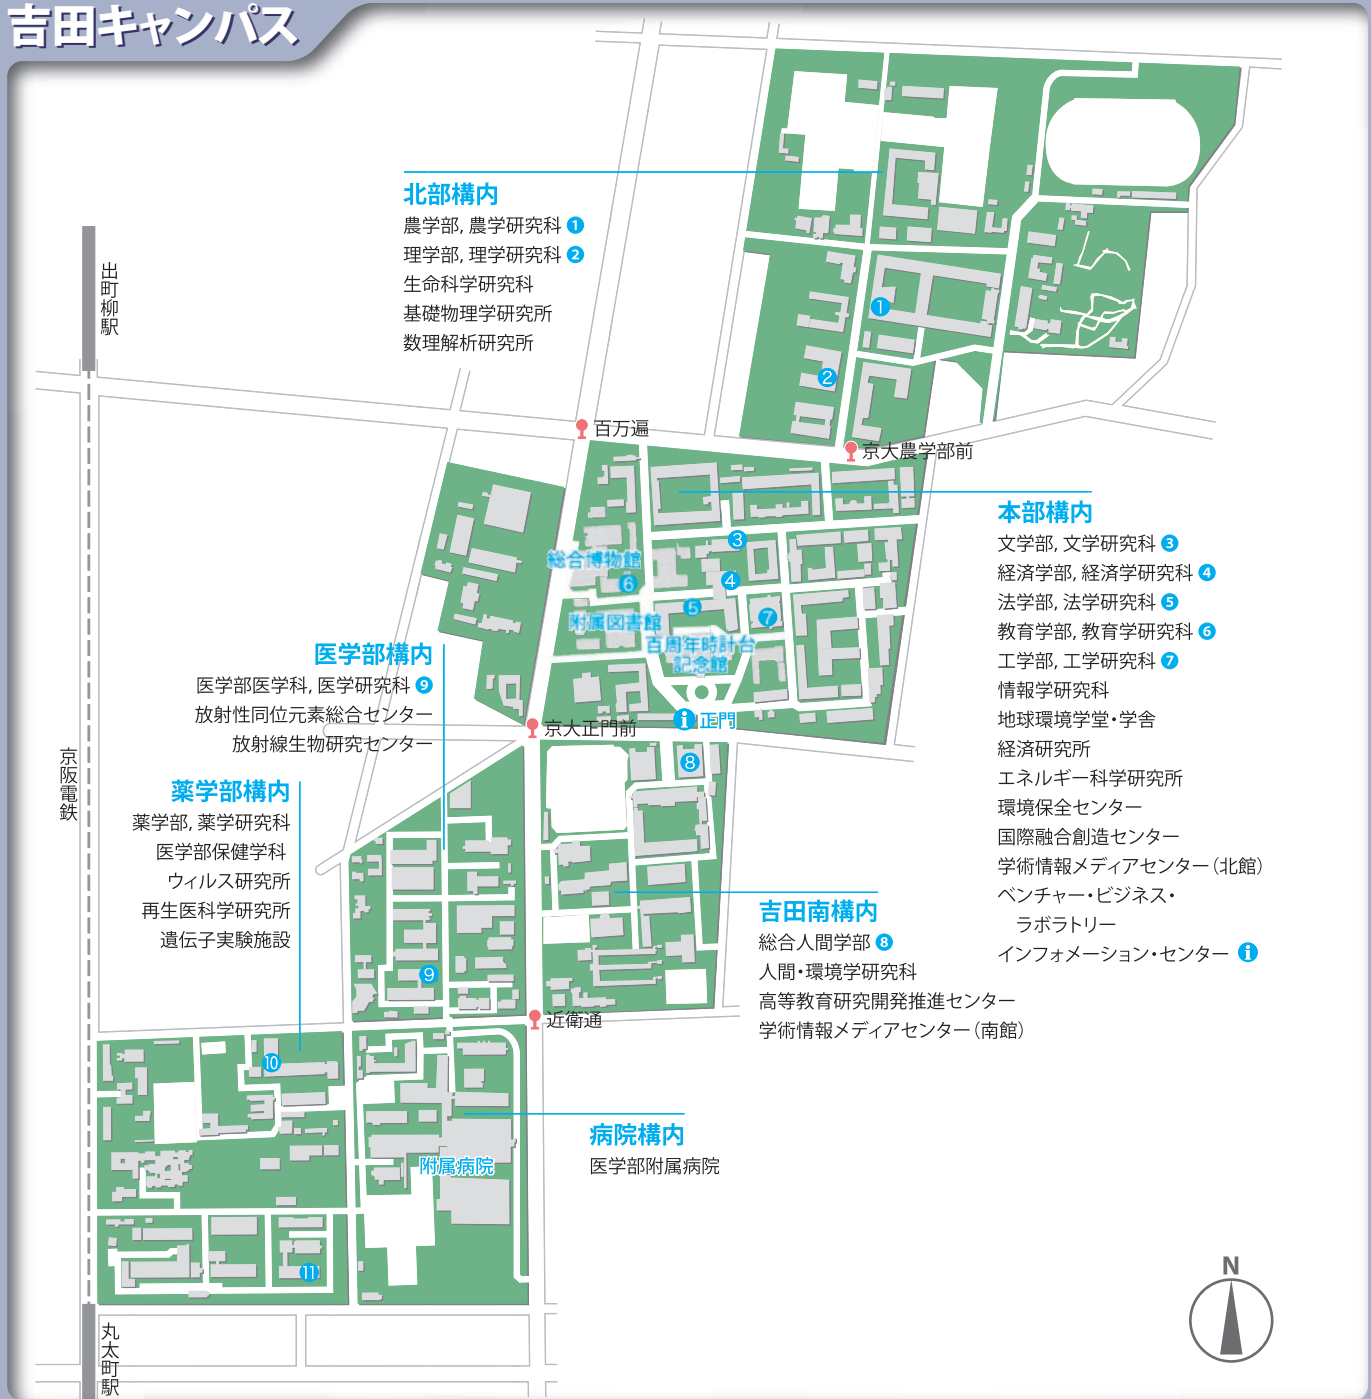 吉田キャンパス
北部構内
農学部, 農学研究科 1
理学部, 理学研究科 2
生命科学研究科
基礎物理学研究所
数理解析研究所
出町柳駅
1
2
百万遍
京大農学部前
本部構内
文学部, 文学研究科 3
経済学部, 経済学研究科 4
法学部, 法学研究科 5
教育学部, 教育学研究科 6
工学部, 工学研究科 7
情報学研究科
地球環境学堂・学舎
経済研究所
エネルギー科学研究所
環境保全センター
国際融合創造センター
学術情報メディアセンター（北館）
ベンチャー・ビジネス・
ラボラトリー
インフォメーション・センター i
3
総合博物館
4
6
5
7
附属図書館
百周年時計台
記念館
医学部構内
医学部医学科, 医学研究科 9
放射性同位元素総合センター
放射線生物研究センター
i 正門
京大正門前
8
京阪電鉄
薬学部構内
薬学部, 薬学研究科
医学部保健学科
ウィルス研究所
再生医科学研究所
遺伝子実験施設
吉田南構内
総合人間学部 8
人間・環境学研究科
高等教育研究開発推進センター
学術情報メディアセンター（南館）
9
近衛通
10
病院構内
医学部附属病院
附属病院
11
N
丸太町駅